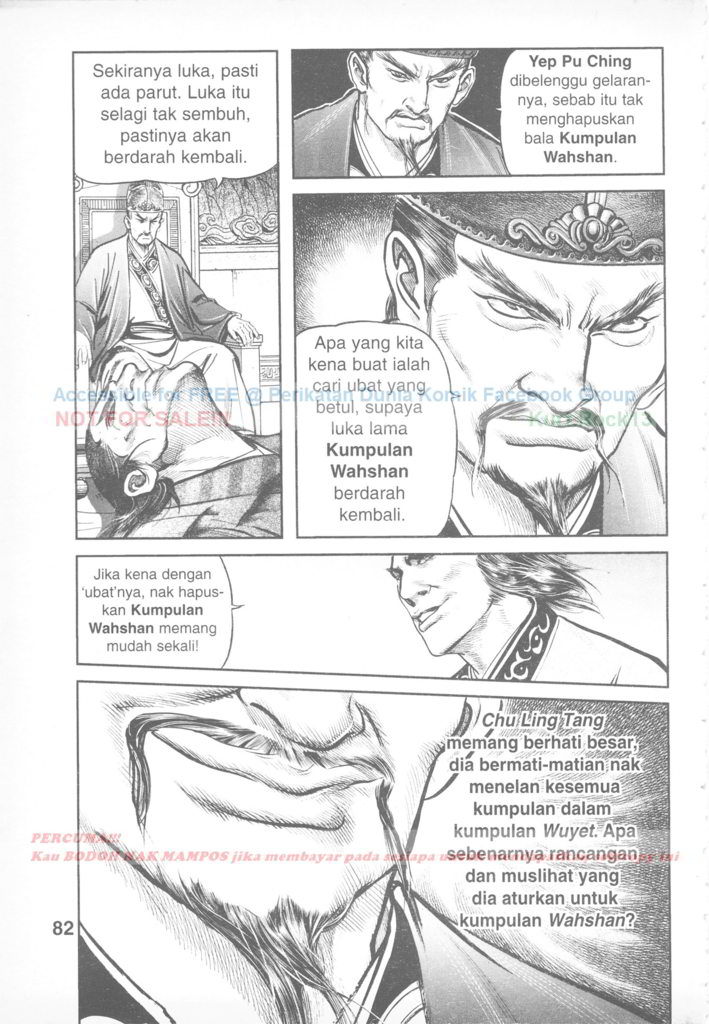 Sekiranya luka, pasti
ada parut. Luka itu
selagi tak sembuh,
pastinya akan
berdarah kembali.
Yep Pu Ching
dibelenggu gelaran-
nya, sebab itu tak
menghapuskan
bala Kumpulan
Wahshan.
Apa yang kita
kena buat ialah
cari ubat yang
betul, supaya
luka lama
Kumpulan
Wahshan
berdarah
kembali.
Accessible for FREE @ Perikatan Dunia Komik Facebook Group
NOT FOR SALE!!!
Jika kena dengan
‘ubat’nya, nak hapus-
kan Kumpulan
Wahshan memang
mudah sekali!
Chu Ling Tang
memang berhati besar,
dia bermati-matian nak
menelan kesemua
kumpulan dalam
kumpulan Wuyet. Apa
sebenarnya rancangan
dan muslihat yang
dia aturkan untuk
kumpulan Wahshan?
PERCUMA!!!
Kau BODOH NAK MAMPOS jika membayar pada sesiapa untuk
82